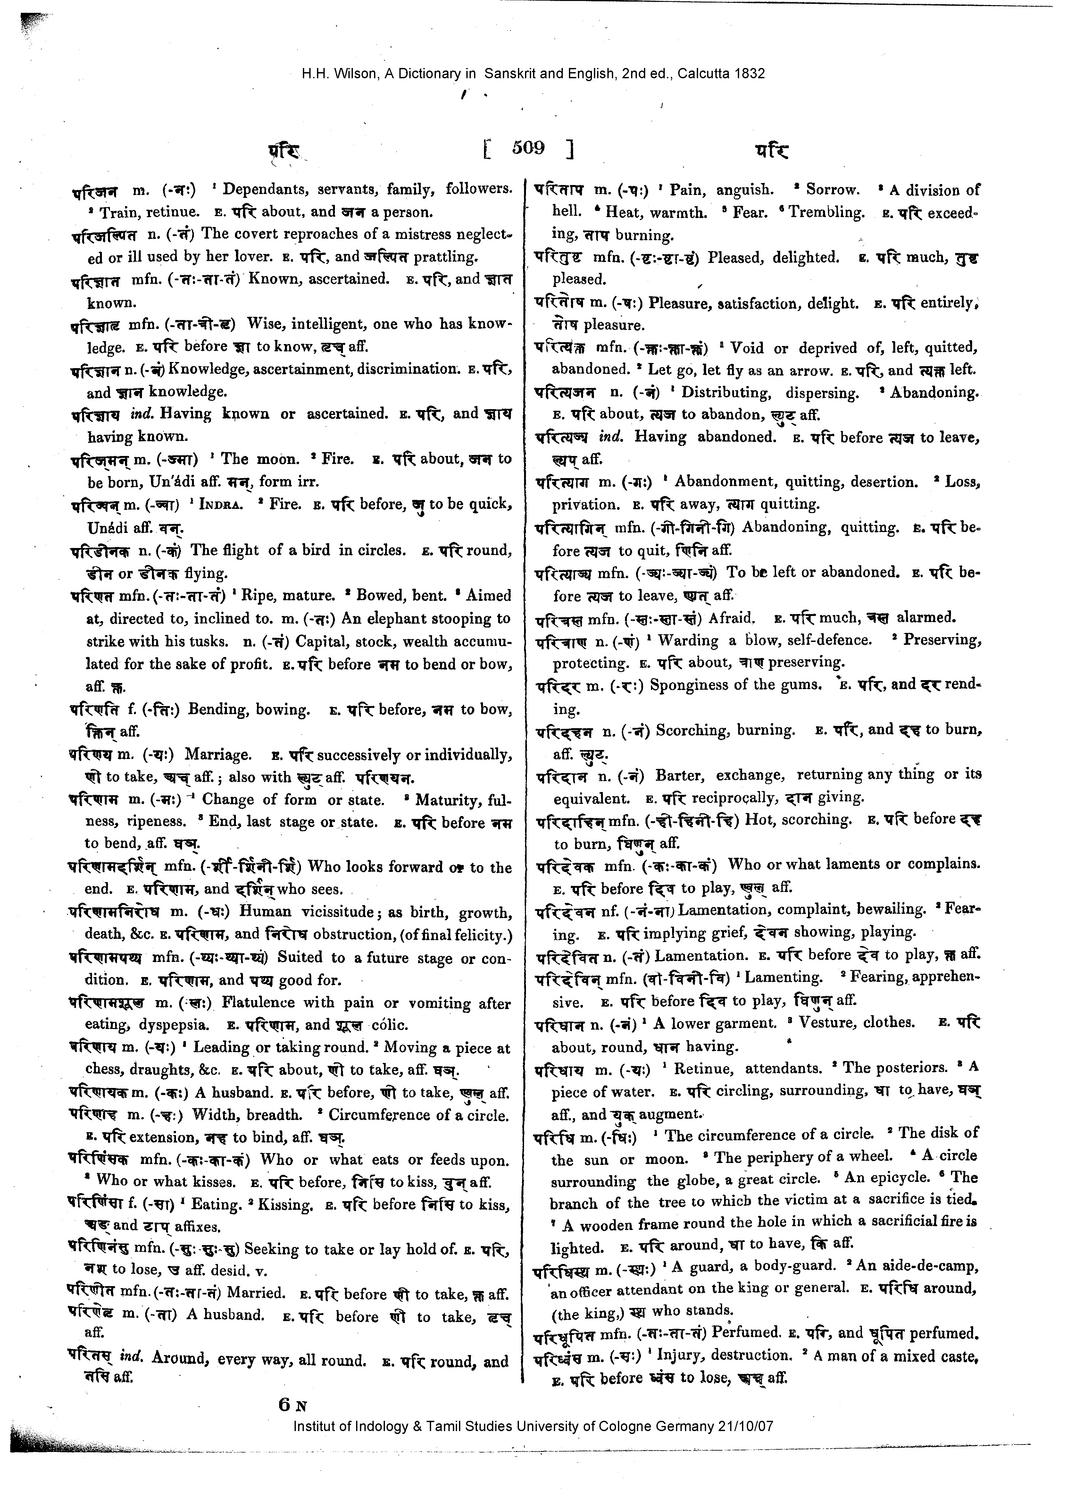 H.H. Wilson, A Dictionary in Sanskrit and English, 2nd ed., Calcutta 1832
परि [ 509 ] परि
परिजन m. (-नः) ¹ Dependants, servants, family, followers.
² Train, retinue. E. परि about, and जन a person.
परिजल्पित n. (-तं) The covert reproaches of a mistress neglect-
ed or ill used by her lover. E. परि, and जल्पित prattling.
परिज्ञात mfn. (-तः-ता-तं) Known, ascertained. E. परि, and ज्ञात
known.
परिज्ञातृ mfn. (-ता-त्री-तृ) Wise, intelligent, one who has know-
ledge. E. परि before ज्ञा to know, तृच् aff.
परिज्ञान n. (-नं) Knowledge, ascertainment, discrimination. E. परि,
and ज्ञान knowledge.
परिज्ञाय ind. Having known or ascertained. E. परि, and ज्ञाय
having known.
परिज्मन् m. (-ज्मा) ¹ The moon. ² Fire. E. परि about, जन to
be born, Un'ádi aff. मन्, form irr.
परिज्वन् m. (-ज्वा) ¹ INDRA. ² Fire. E. परि before, जु to be quick,
Unádi aff. वन्.
परिडीनक n. (-कं) The flight of a bird in circles. E. परि round,
डीन or डीनक flying.
परिणत mfn. (-तः-ता-तं) ¹ Ripe, mature. ² Bowed, bent. ³ Aimed
at, directed to, inclined to. m. (-तः) An elephant stooping to
strike with his tusks. n. (-तं) Capital, stock, wealth accumu-
lated for the sake of profit. E. परि before नम to bend or bow,
aff. क्त.
परिणति f. (-तिः) Bending, bowing. E. परि before, नम to bow,
क्तिन् aff.
परिणय m. (-यः) Marriage. E. परि successively or individually,
णी to take, अच् aff.; also with ल्युट् aff. परिणयन.
परिणाम m. (-मः) ¹ Change of form or state. ² Maturity, ful-
ness, ripeness. ³ End, last stage or state. E. परि before नम
to bend, aff. घञ्.
परिणामदर्शिन् mfn. (-र्शी-र्शिनी-र्शि) Who looks forward or to the
end. E. परिणाम, and दर्शिन् who sees.
परिणामनिरोध m. (-धः) Human vicissitude; as birth, growth,
death, &c. E. परिणाम, and निरोध obstruction, (of final felicity.)
परिणामपथ्य mfn. (-थ्यः-थ्या-थ्यं) Suited to a future stage or con-
dition. E. परिणाम, and पथ्य good for.
परिणामशूल m. (-लः) Flatulence with pain or vomiting after
eating, dyspepsia. E. परिणाम, and शूल cólic.
परिणाय m. (-यः) ¹ Leading or taking round. ² Moving a piece at
chess, draughts, &c. E. परि about, णी to take, aff. घञ्.
परिणायक m. (-कः) A husband. E. परि before, णी to take, ण्वुल् aff.
परिणाह m. (-हः) Width, breadth. ² Circumference of a circle.
E. परि extension, नह to bind, aff. घञ्.
परिणिंसक mfn. (-कः-का-कं) Who or what eats or feeds upon.
² Who or what kisses. E. परि before, निसि to kiss, वुन् aff.
परिणिंसा f. (-सा) ¹ Eating. ² Kissing. E. परि before निसि to kiss,
अङ् and टाप् affixes.
परिणिनंसु mfn. (-सुः-सुः-सु) Seeking to take or lay hold of. E. परि,
नश to lose, उ aff. desid. v.
परिणीत mfn. (-तः-ता-तं) Married. E. परि before णी to take, क्त aff.
परिणेतृ m. (-ता) A husband. E. परि before णी to take, तृच्
aff.
परितस् ind. Around, every way, all round. E. परि round, and
तसि aff.
परिताप m. (-पः) ¹ Pain, anguish. ² Sorrow. ³ A division of
hell. ⁴ Heat, warmth. ⁵ Fear. ⁶ Trembling. E. परि exceed-
ing, ताप burning.
परितुष्ट mfn. (-ष्टः-ष्टा-ष्टं) Pleased, delighted. E. परि much, तुष्ट
pleased.
परितोष m. (-षः) Pleasure, satisfaction, delight. E. परि entirely,
तोष pleasure.
परित्यक्त mfn. (-क्तः-क्ता-क्तं) ¹ Void or deprived of, left, quitted,
abandoned. ² Let go, let fly as an arrow. E. परि, and त्यक्त left.
परित्यजन n. (-नं) ¹ Distributing, dispersing. ² Abandoning.
E. परि about, त्यज to abandon, ल्युट् aff.
परित्यज्य ind. Having abandoned. E. परि before त्यज to leave,
ल्यप् aff.
परित्याग m. (-गः) ¹ Abandonment, quitting, desertion. ² Loss,
privation. E. परि away, त्याग quitting.
परित्यागिन् mfn. (-गी-गिनी-गि) Abandoning, quitting. E. परि be-
fore त्यज to quit, णिनि aff.
परित्याज्य mfn. (-ज्यः-ज्या-ज्यं) To be left or abandoned. E. परि be-
fore त्यज to leave, ण्यत् aff.
परित्रस्त mfn. (-स्तः-स्ता-स्तं) Afraid. E. परि much, त्रस्त alarmed.
परित्राण n. (-णं) ¹ Warding a blow, self-defence. ² Preserving,
protecting. E. परि about, त्राण preserving.
परिदर m. (-रः) Sponginess of the gums. E. परि, and दर rend-
ing.
परिदहन n. (-नं) Scorching, burning. E. परि, and दह to burn,
aff. ल्युट्.
परिदान n. (-नं) Barter, exchange, returning any thing or its
equivalent. E. परि reciprocally, दान giving.
परिदाहिन् mfn. (-ही-हिनी-हि) Hot, scorching. E. परि before दह
to burn, घिणुन् aff.
परिदेवक mfn. (-कः-का-कं) Who or what laments or complains.
E. परि before दिव to play, ण्वुल् aff.
परिदेवन nf. (-नं-ना) Lamentation, complaint, bewailing. ² Fear-
ing. E. परि implying grief, देवन showing, playing.
परिदेवित n. (-तं) Lamentation. E. परि before देव to play, क्त aff.
परिदेविन् mfn. (वी-विनी-वि) ¹ Lamenting. ² Fearing, apprehen-
sive. E. परि before दिव to play, घिणुन् aff.
परिधान n. (-नं) ¹ A lower garment. ² Vesture, clothes. E. परि
about, round, धान having.
परिधाय m. (-यः) ¹ Retinue, attendants. ² The posteriors. ³ A
piece of water. E. परि circling, surrounding, धा to have, घञ्
aff., and युक् augment.
परिधि m. (-धिः) ¹ The circumference of a circle. ² The disk of
the sun or moon. ³ The periphery of a wheel. ⁴ A circle
surrounding the globe, a great circle. ⁵ An epicycle. ⁶ The
branch of the tree to which the victim at a sacrifice is tied.
⁷ A wooden frame round the hole in which a sacrificial fire is
lighted. E. परि around, धा to have, कि aff.
परिधिस्थ m. (-स्थः) ¹ A guard, a body-guard. ² An aide-de-camp,
an officer attendant on the king or general. E. परिधि around,
(the king,) स्थ who stands.
परिधूपित mfn. (-तः-ता-तं) Perfumed. E. परि, and धूपित perfumed.
परिध्वंस m. (-सः) ¹ Injury, destruction. ² A man of a mixed caste,
E. परि before ध्वंस to lose, अच् aff.
6 N
Institut of Indology & Tamil Studies University of Cologne Germany 21/10/07